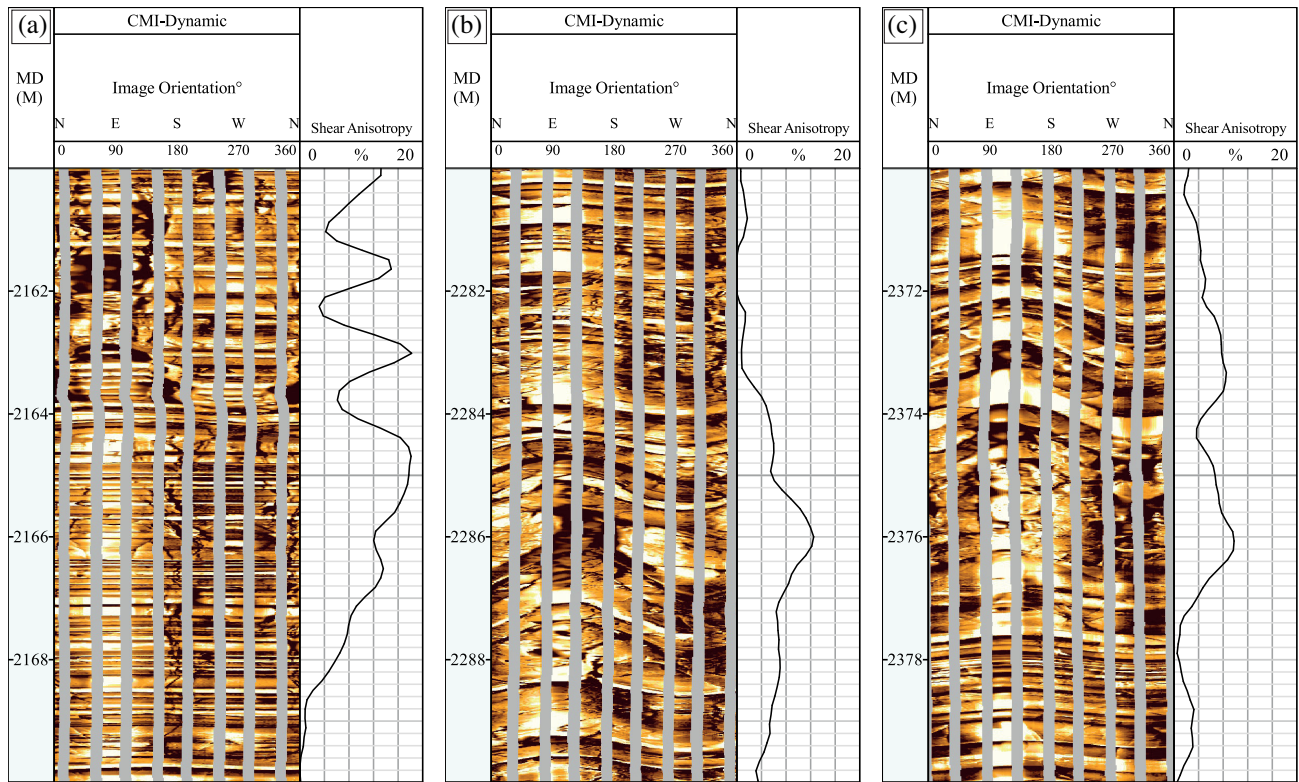 (a)
CMI-Dynamic
MD
(M)
Image Orientation°
N E S W N
0 90 180 270 360
Shear Anisotropy
0 % 20
2162
2164
2166
2168
(b)
CMI-Dynamic
MD
(M)
Image Orientation°
N E S W N
0 90 180 270 360
Shear Anisotropy
0 % 20
2282
2284
2286
2288
(c)
CMI-Dynamic
MD
(M)
Image Orientation°
N E S W N
0 90 180 270 360
Shear Anisotropy
0 % 20
2372
2374
2376
2378